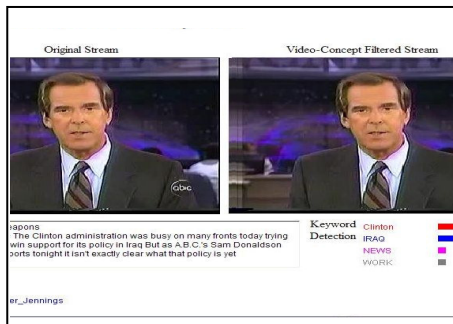 Original Stream
Video-Concept Filtered Stream
abc
eapons
The Clinton administration was busy on many fronts today trying
win support for its policy in Iraq But as A.B.C.'s Sam Donaldson
ports tonight it isn't exactly clear what that policy is yet
Keyword
Detection
Clinton
IRAQ
NEWS
WORK
er_Jennings